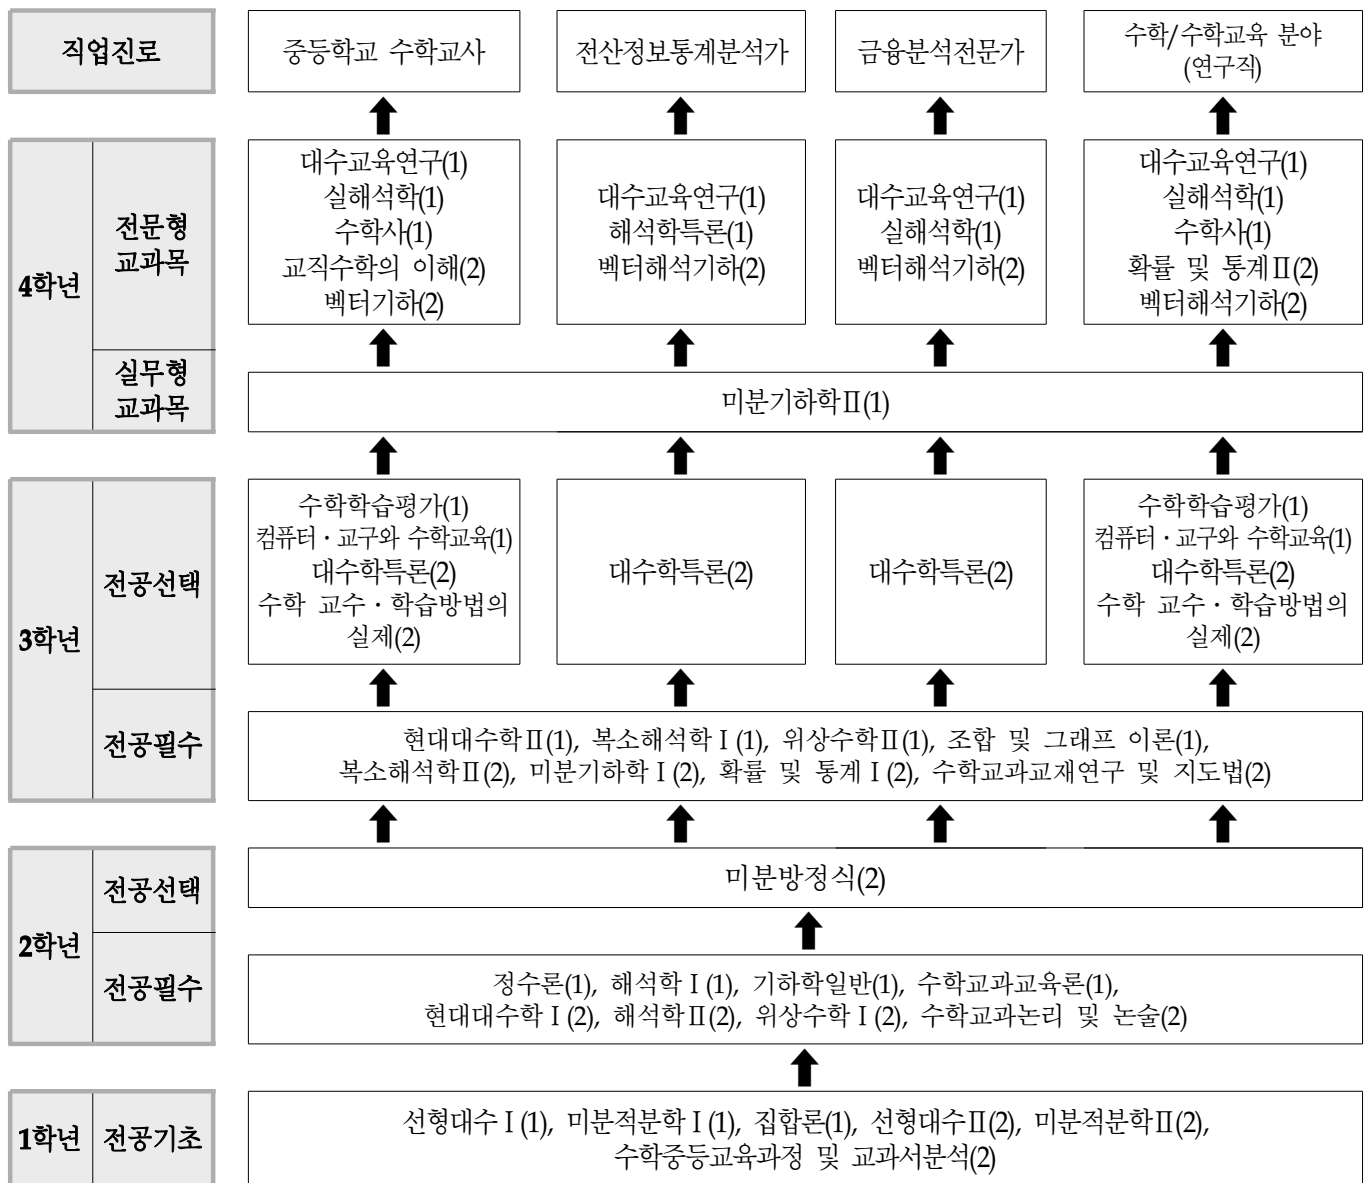 직업진로
중등학교 수학교사
전산정보통계분석가
금융분석전문가
수학/수학교육 분야
(연구직)
4학년
전문형
교과목
대수교육연구(1)
실해석학(1)
수학사(1)
교직수학의 이해(2)
벡터기하(2)
대수교육연구(1)
해석학특론(1)
벡터해석기하(2)
대수교육연구(1)
실해석학(1)
벡터해석기하(2)
대수교육연구(1)
실해석학(1)
수학사(1)
확률 및 통계Ⅱ(2)
벡터해석기하(2)
실무형
교과목
미분기하학Ⅱ(1)
3학년
전공선택
수학학습평가(1)
컴퓨터・교구와 수학교육(1)
대수학특론(2)
수학 교수・학습방법의
실제(2)
대수학특론(2)
대수학특론(2)
수학학습평가(1)
컴퓨터・교구와 수학교육(1)
대수학특론(2)
수학 교수・학습방법의
실제(2)
전공필수
현대대수학Ⅱ(1), 복소해석학Ⅰ(1), 위상수학Ⅱ(1), 조합 및 그래프 이론(1),
복소해석학Ⅱ(2), 미분기하학Ⅰ(2), 확률 및 통계Ⅰ(2), 수학교과교재연구 및 지도법(2)
2학년
전공선택
미분방정식(2)
전공필수
정수론(1), 해석학Ⅰ(1), 기하학일반(1), 수학교과교육론(1),
현대대수학Ⅰ(2), 해석학Ⅱ(2), 위상수학Ⅰ(2), 수학교과논리 및 논술(2)
1학년
전공기초
선형대수Ⅰ(1), 미분적분학Ⅰ(1), 집합론(1), 선형대수Ⅱ(2), 미분적분학Ⅱ(2),
수학중등교육과정 및 교과서분석(2)